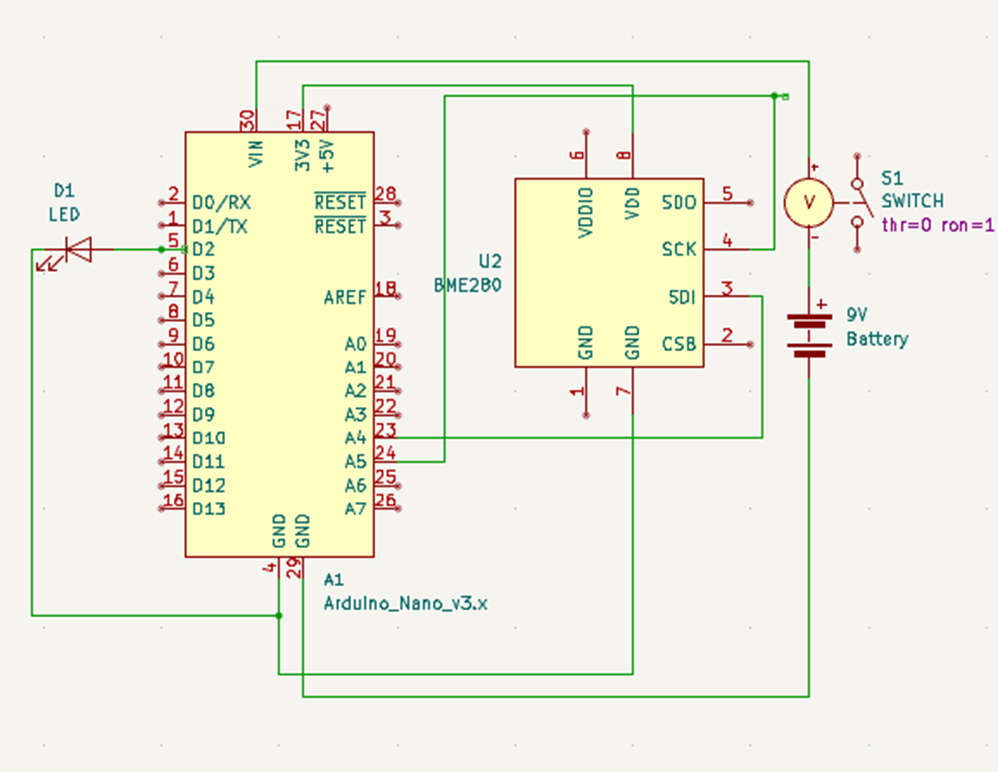 30
17
27
VIN
3V3
+5V
6
8
+
D1
LED
2
D0/RX
RESET
28
1
D1/TX
RESET
3
5
D2
6
D3
7
D4
AREF
18
8
D5
9
D6
A0
19
10
D7
A1
20
11
D8
A2
21
12
D9
A3
22
13
D10
A4
23
14
D11
A5
24
15
D12
A6
25
16
D13
A7
26
GND
GND
4
29
A1
Arduino_Nano_v3.x
VDDIO
VDD
SDO
5
SCK
4
U2
BME280
SDI
3
GND
GND
CSB
2
1
7
V
-
S1
SWITCH
thr=0 ron=1
+
9V
Battery